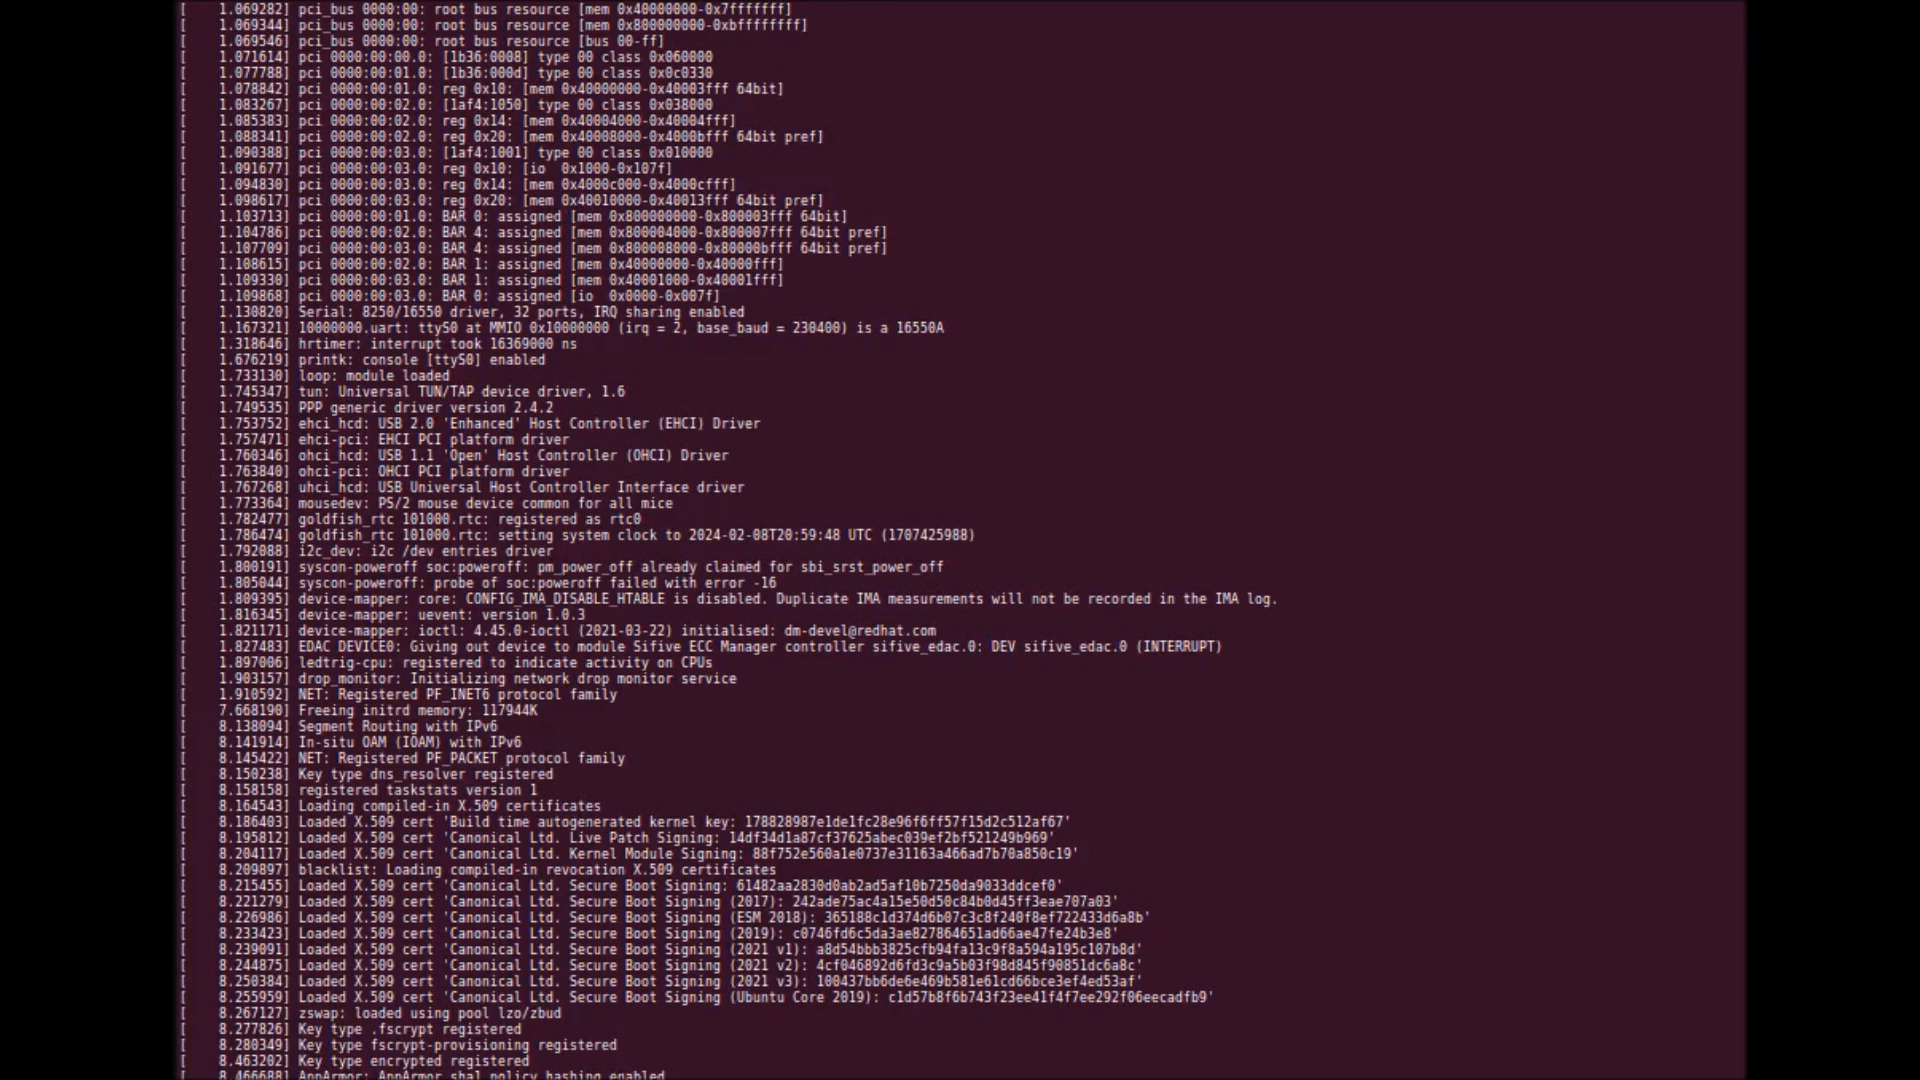 [    1.069282] pci_bus 0000:00: root bus resource [mem 0x40000000-0x7fffffff]
[    1.069344] pci_bus 0000:00: root bus resource [mem 0x800000000-0xbffffffff]
[    1.069546] pci_bus 0000:00: root bus resource [bus 00-ff]
[    1.071614] pci 0000:00:00.0: [1b36:0008] type 00 class 0x060000
[    1.077788] pci 0000:00:01.0: [1b36:000d] type 00 class 0x0c0330
[    1.078842] pci 0000:00:01.0: reg 0x10: [mem 0x40000000-0x40003fff 64bit]
[    1.083267] pci 0000:00:02.0: [1af4:1050] type 00 class 0x038000
[    1.085383] pci 0000:00:02.0: reg 0x14: [mem 0x40004000-0x40004fff]
[    1.088341] pci 0000:00:02.0: reg 0x20: [mem 0x40008000-0x4000bfff 64bit pref]
[    1.090388] pci 0000:00:03.0: [1af4:1001] type 00 class 0x010000
[    1.091677] pci 0000:00:03.0: reg 0x10: [io  0x1000-0x107f]
[    1.094830] pci 0000:00:03.0: reg 0x14: [mem 0x4000c000-0x4000cfff]
[    1.098617] pci 0000:00:03.0: reg 0x20: [mem 0x40010000-0x40013fff 64bit pref]
[    1.103713] pci 0000:00:01.0: BAR 0: assigned [mem 0x800000000-0x800003fff 64bit]
[    1.104786] pci 0000:00:02.0: BAR 4: assigned [mem 0x800004000-0x800007fff 64bit pref]
[    1.107709] pci 0000:00:03.0: BAR 4: assigned [mem 0x800008000-0x80000bfff 64bit pref]
[    1.108615] pci 0000:00:02.0: BAR 1: assigned [mem 0x40000000-0x40000fff]
[    1.109330] pci 0000:00:03.0: BAR 1: assigned [mem 0x40001000-0x40001fff]
[    1.109868] pci 0000:00:03.0: BAR 0: assigned [io  0x0000-0x007f]
[    1.130820] Serial: 8250/16550 driver, 32 ports, IRQ sharing enabled
[    1.167321] 10000000.uart: ttyS0 at MMIO 0x10000000 (irq = 2, base_baud = 230400) is a 16550A
[    1.318646] hrtimer: interrupt took 16369000 ns
[    1.676219] printk: console [ttyS0] enabled
[    1.733130] loop: module loaded
[    1.745347] tun: Universal TUN/TAP device driver, 1.6
[    1.749535] PPP generic driver version 2.4.2
[    1.753752] ehci_hcd: USB 2.0 'Enhanced' Host Controller (EHCI) Driver
[    1.757471] ehci-pci: EHCI PCI platform driver
[    1.760346] ohci_hcd: USB 1.1 'Open' Host Controller (OHCI) Driver
[    1.763840] ohci-pci: OHCI PCI platform driver
[    1.767268] uhci_hcd: USB Universal Host Controller Interface driver
[    1.773364] mousedev: PS/2 mouse device common for all mice
[    1.782477] goldfish_rtc 101000.rtc: registered as rtc0
[    1.786474] goldfish_rtc 101000.rtc: setting system clock to 2024-02-08T20:59:48 UTC (1707425988)
[    1.792088] i2c_dev: i2c /dev entries driver
[    1.800191] syscon-poweroff soc:poweroff: pm_power_off already claimed for sbi_srst_power_off
[    1.805044] syscon-poweroff: probe of soc:poweroff failed with error -16
[    1.809395] device-mapper: core: CONFIG_IMA_DISABLE_HTABLE is disabled. Duplicate IMA measurements will not be recorded in the IMA log.
[    1.816345] device-mapper: uevent: version 1.0.3
[    1.821171] device-mapper: ioctl: 4.45.0-ioctl (2021-03-22) initialised: dm-devel@redhat.com
[    1.827483] EDAC DEVICE0: Giving out device to module Sifive ECC Manager controller sifive_edac.0: DEV sifive_edac.0 (INTERRUPT)
[    1.897006] ledtrig-cpu: registered to indicate activity on CPUs
[    1.903157] drop_monitor: Initializing network drop monitor service
[    1.910592] NET: Registered PF_INET6 protocol family
[    7.668190] Freeing initrd memory: 117944K
[    8.138094] Segment Routing with IPv6
[    8.141914] In-situ OAM (IOAM) with IPv6
[    8.145422] NET: Registered PF_PACKET protocol family
[    8.150238] Key type dns_resolver registered
[    8.158158] registered taskstats version 1
[    8.164543] Loading compiled-in X.509 certificates
[    8.186403] Loaded X.509 cert 'Build time autogenerated kernel key: 178828987e1de1fc28e96f6ff57f15d2c512af67'
[    8.195812] Loaded X.509 cert 'Canonical Ltd. Live Patch Signing: 14df34d1a87cf37625abec039ef2bf521249b969'
[    8.204117] Loaded X.509 cert 'Canonical Ltd. Kernel Module Signing: 88f752e560a1e0737e31163a466ad7b70a850c19'
[    8.209897] blacklist: Loading compiled-in revocation X.509 certificates
[    8.215455] Loaded X.509 cert 'Canonical Ltd. Secure Boot Signing: 61482aa2830d0ab2ad5af10b7250da9033ddcef0'
[    8.221279] Loaded X.509 cert 'Canonical Ltd. Secure Boot Signing (2017): 242ade75ac4a15e50d50c84b0d45ff3eae707a03'
[    8.226986] Loaded X.509 cert 'Canonical Ltd. Secure Boot Signing (ESM 2018): 365188c1d374d6b07c3c8f240f8ef722433d6a8b'
[    8.233423] Loaded X.509 cert 'Canonical Ltd. Secure Boot Signing (2019): c0746fd6c5da3ae827864651ad66ae47fe24b3e8'
[    8.239091] Loaded X.509 cert 'Canonical Ltd. Secure Boot Signing (2021 v1): a8d54bbb3825cfb94fa13c9f8a594a195c107b8d'
[    8.244875] Loaded X.509 cert 'Canonical Ltd. Secure Boot Signing (2021 v2): 4cf046892d6fd3c9a5b03f98d845f90851dc6a8c'
[    8.250384] Loaded X.509 cert 'Canonical Ltd. Secure Boot Signing (2021 v3): 100437bb6de6e469b581e61cd66bce3ef4ed53af'
[    8.255959] Loaded X.509 cert 'Canonical Ltd. Secure Boot Signing (Ubuntu Core 2019): c1d57b8f6b743f23ee41f4f7ee292f06eecadfb9'
[    8.267127] zswap: loaded using pool lzo/zbud
[    8.277826] Key type .fscrypt registered
[    8.280349] Key type fscrypt-provisioning registered
[    8.463202] Key type encrypted registered
[    8.466688] AppArmor: AppArmor sha1 policy hashing enabled